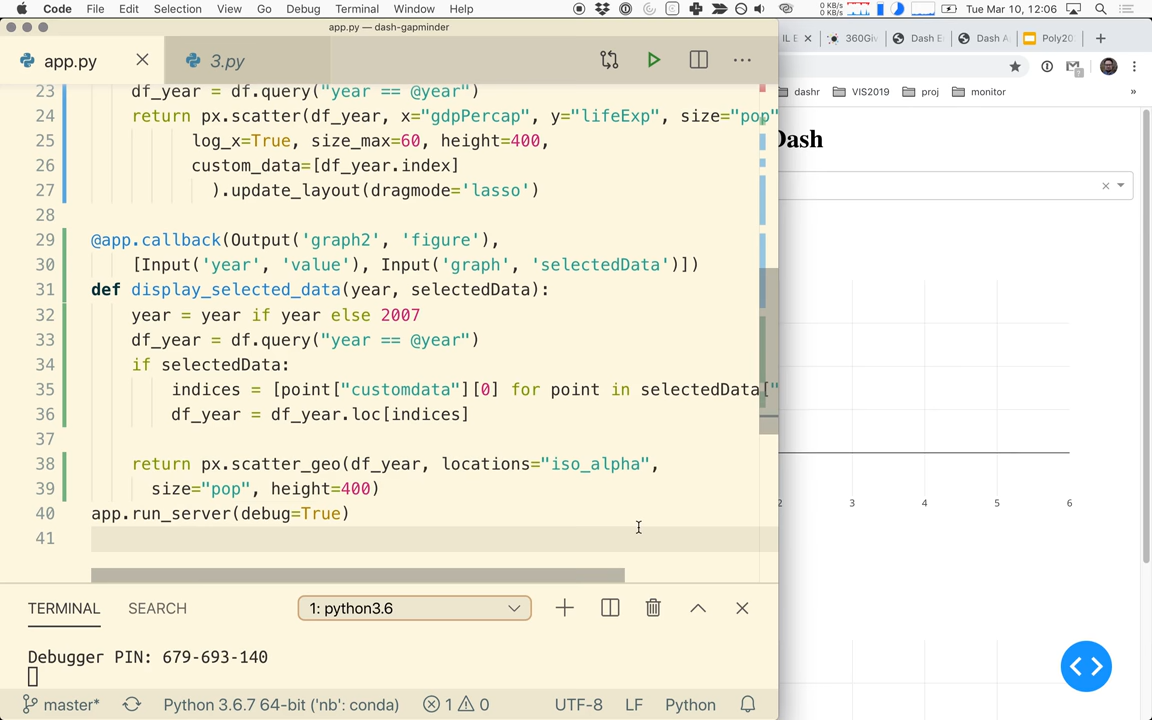 Code File Edit Selection View Go Debug Terminal Window Help
0 KB/s
0 KB/s
Tue Mar 10, 12:06
app.py — dash-gapminder
app.py
3.py
IL E
360Giv
Dash E
Dash A
Poly20
dashr VIS2019 proj monitor »
23 df_year = df.query("year == @year")
24 return px.scatter(df_year, x="gdpPercap", y="lifeExp", size="pop"
25 log_x=True, size_max=60, height=400,
26 custom_data=[df_year.index]
27 ).update_layout(dragmode='lasso')
28
29 @app.callback(Output('graph2', 'figure'),
30 [Input('year', 'value'), Input('graph', 'selectedData')])
31 def display_selected_data(year, selectedData):
32 year = year if year else 2007
33 df_year = df.query("year == @year")
34 if selectedData:
35 indices = [point["customdata"][0] for point in selectedData["
36 df_year = df_year.loc[indices]
37
38 return px.scatter_geo(df_year, locations="iso_alpha",
39 size="pop", height=400)
40 app.run_server(debug=True)
41
Dash
2 3 4 5 6
TERMINAL SEARCH 1: python3.6
Debugger PIN: 679-693-140
master* Python 3.6.7 64-bit ('nb': conda) 1 0 UTF-8 LF Python